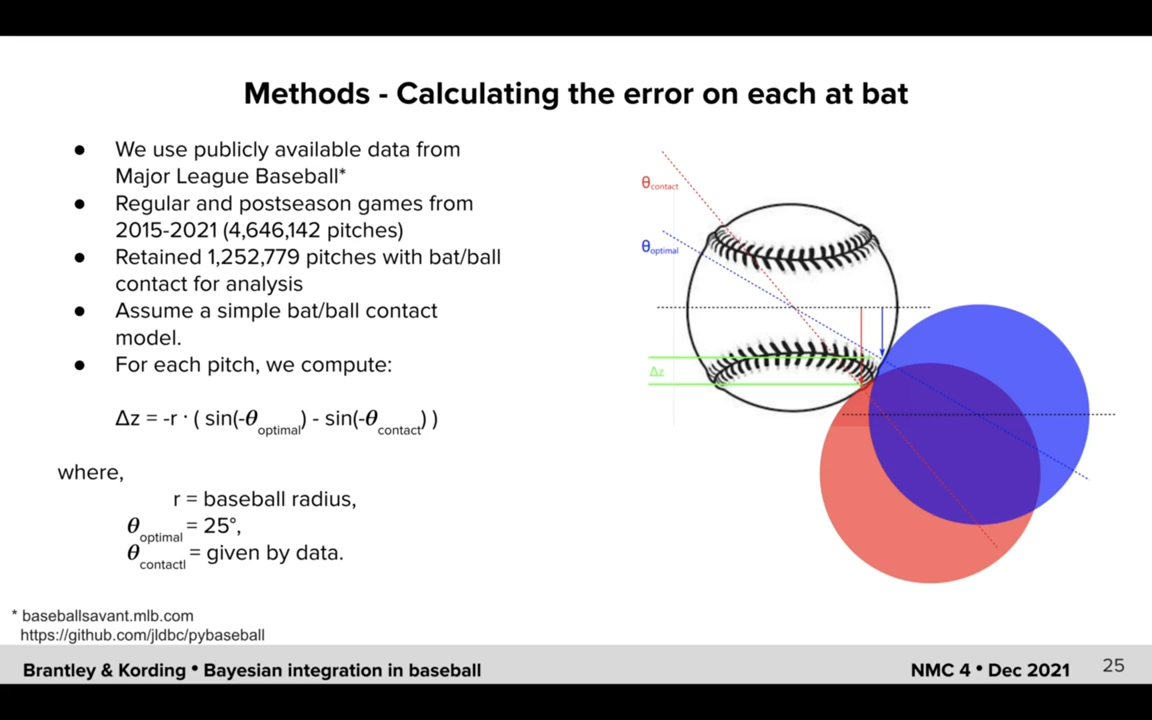 Methods - Calculating the error on each at bat
● We use publicly available data from
Major League Baseball*
● Regular and postseason games from
2015-2021 (4,646,142 pitches)
● Retained 1,252,779 pitches with bat/ball
contact for analysis
● Assume a simple bat/ball contact
model.
● For each pitch, we compute:
Δz = -r · ( sin(-θoptimal) - sin(-θcontact) )
where,
r = baseball radius,
θoptimal = 25°,
θcontactl = given by data.
* baseballsavant.mlb.com
https://github.com/jldbc/pybaseball
θcontact
θoptimal
Δz
Brantley & Kording • Bayesian integration in baseball
NMC 4 • Dec 2021
25